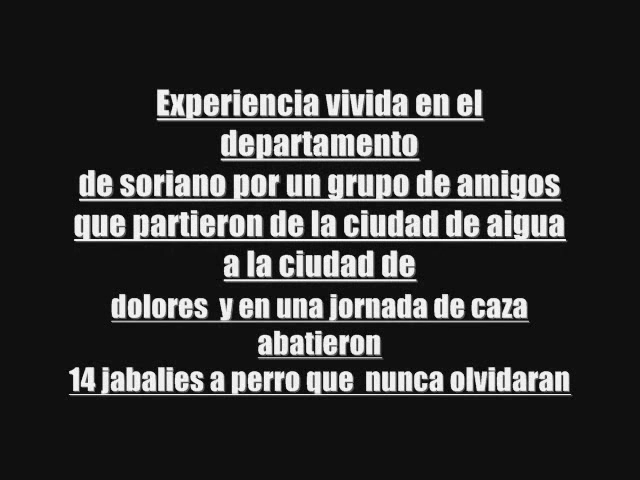 Experiencia vivida en el
departamento
de soriano por un grupo de amigos
que partieron de la ciudad de aigua
a la ciudad de
dolores  y en una jornada de caza
abatieron
14 jabalies a perro que  nunca olvidaran